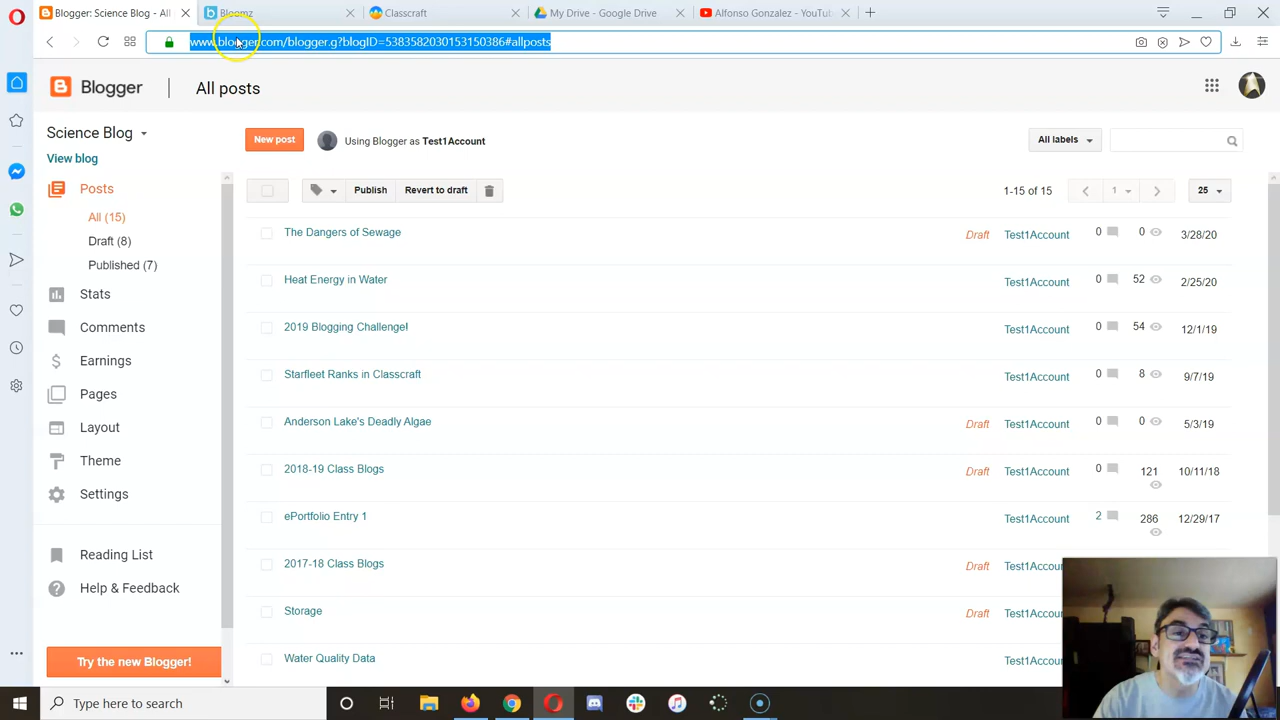 Blogger: Science Blog - All
Bloomz
Classcraft
My Drive - Google Drive
Alfonso Gonzalez - YouTu
www.blogger.com/blogger.g?blogID=5383582030153150386#allposts
Blogger
All posts
Science Blog
New post
Using Blogger as Test1Account
All labels
View blog
Posts
Publish
Revert to draft
1-15 of 15
1
25
All (15)
The Dangers of Sewage Draft Test1Account 0 0 3/28/20
Draft (8)
Published (7)
Heat Energy in Water Test1Account 0 52 2/25/20
Stats
Comments
2019 Blogging Challenge! Test1Account 0 54 12/1/19
Earnings
Starfleet Ranks in Classcraft Test1Account 0 8 9/7/19
Pages
Layout
Anderson Lake's Deadly Algae Draft Test1Account 0 0 5/3/19
Theme
2018-19 Class Blogs Draft Test1Account 0 121 10/11/18
Settings
ePortfolio Entry 1 Test1Account 2 286 12/29/17
Reading List
2017-18 Class Blogs Draft Test1Accou
Help & Feedback
Storage Draft Test1Accou
Try the new Blogger!
Water Quality Data Test1Accou
Type here to search